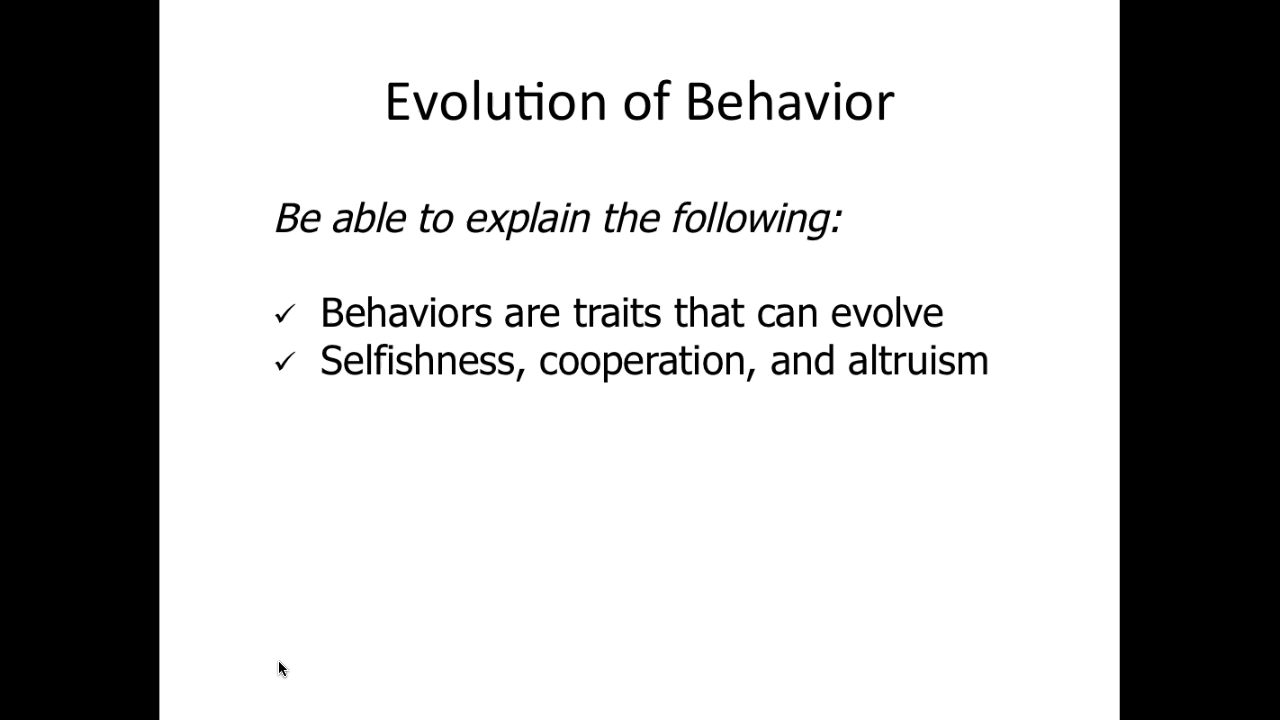 Evolution of Behavior
Be able to explain the following:
✓ Behaviors are traits that can evolve
✓ Selfishness, cooperation, and altruism